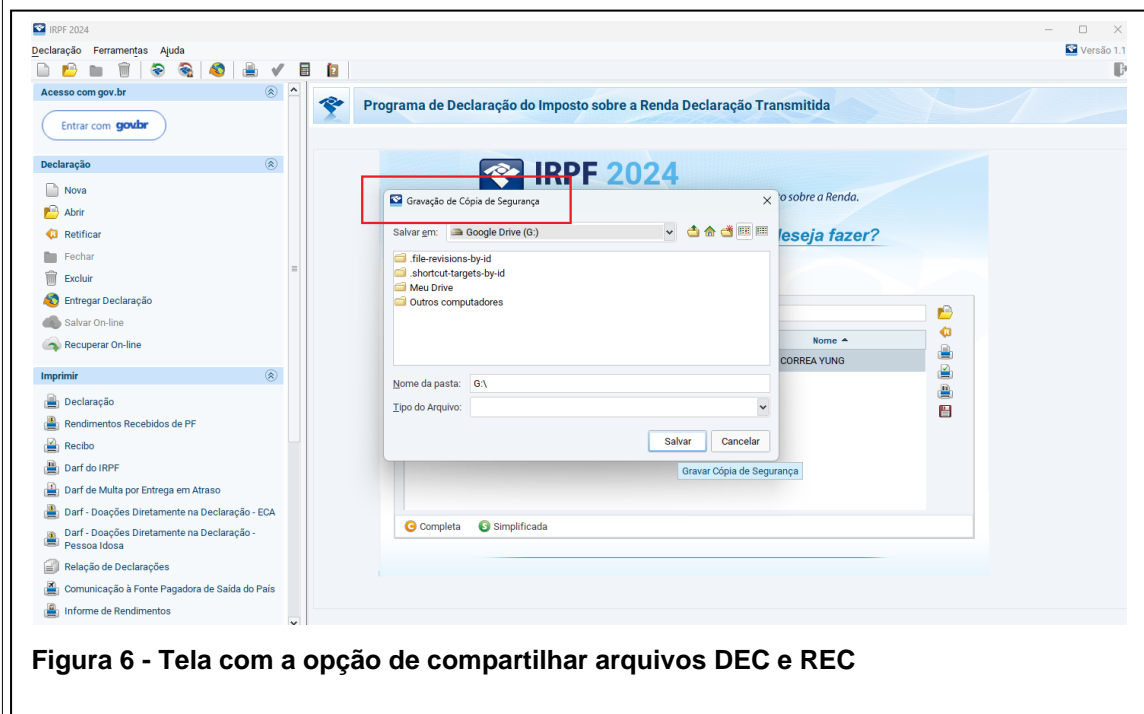 IRPF 2024
Declaração Ferramentas Ajuda
Versão 1.1
Acesso com gov.br
Entrar com gov.br
Declaração
Nova
Abrir
Retificar
Fechar
Excluir
Entregar Declaração
Salvar On-line
Recuperar On-line
Imprimir
Declaração
Rendimentos Recebidos de PF
Recibo
Darf do IRPF
Darf de Multa por Entrega em Atraso
Darf - Doações Diretamente na Declaração - ECA
Darf - Doações Diretamente na Declaração -
Pessoa Idosa
Relação de Declarações
Comunicação à Fonte Pagadora de Saída do País
Informe de Rendimentos
Programa de Declaração do Imposto sobre a Renda Declaração Transmitida
IRPF 2024
sobre a Renda.
deseja fazer?
Gravação de Cópia de Segurança
Salvar em: Google Drive (G:)
.file-revisions-by-id
.shortcut-targets-by-id
Meu Drive
Outros computadores
Nome da pasta: G:\
Tipo do Arquivo:
Salvar Cancelar
Nome
CORREA YUNG
Gravar Cópia de Segurança
C Completa S Simplificada
Figura 6 - Tela com a opção de compartilhar arquivos DEC e REC